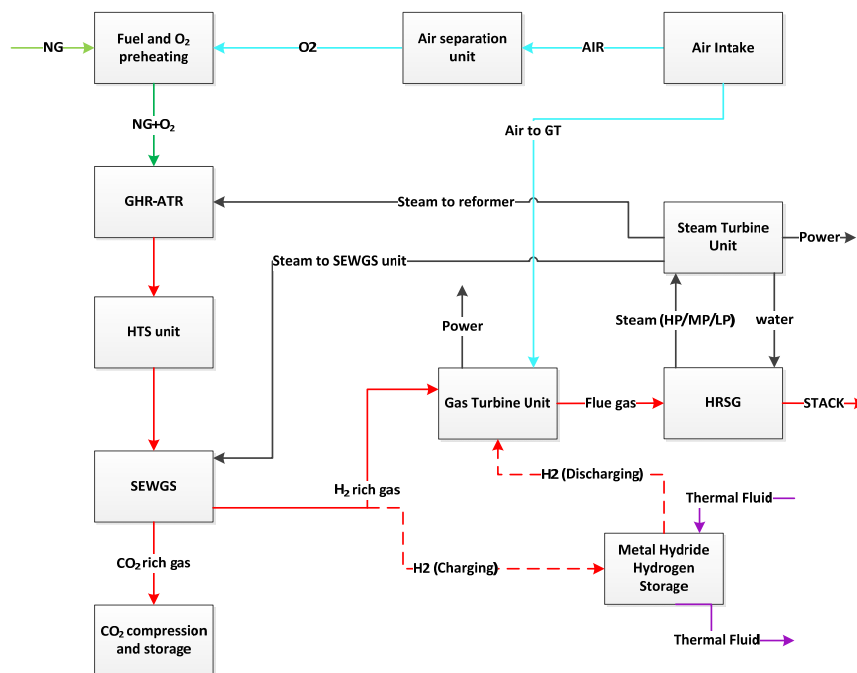 NG
Fuel and O₂
preheating
O2
Air separation
unit
AIR
Air Intake
NG+O₂
Air to GT
GHR-ATR
Steam to reformer
Steam Turbine
Unit
Power
Steam to SEWGS unit
HTS unit
Power
Steam (HP/MP/LP)
water
Gas Turbine Unit
Flue gas
HRSG
STACK
SEWGS
H₂ rich gas
H2 (Discharging)
Thermal Fluid
CO₂ rich gas
H2 (Charging)
Metal Hydride
Hydrogen
Storage
CO₂ compression
and storage
Thermal Fluid